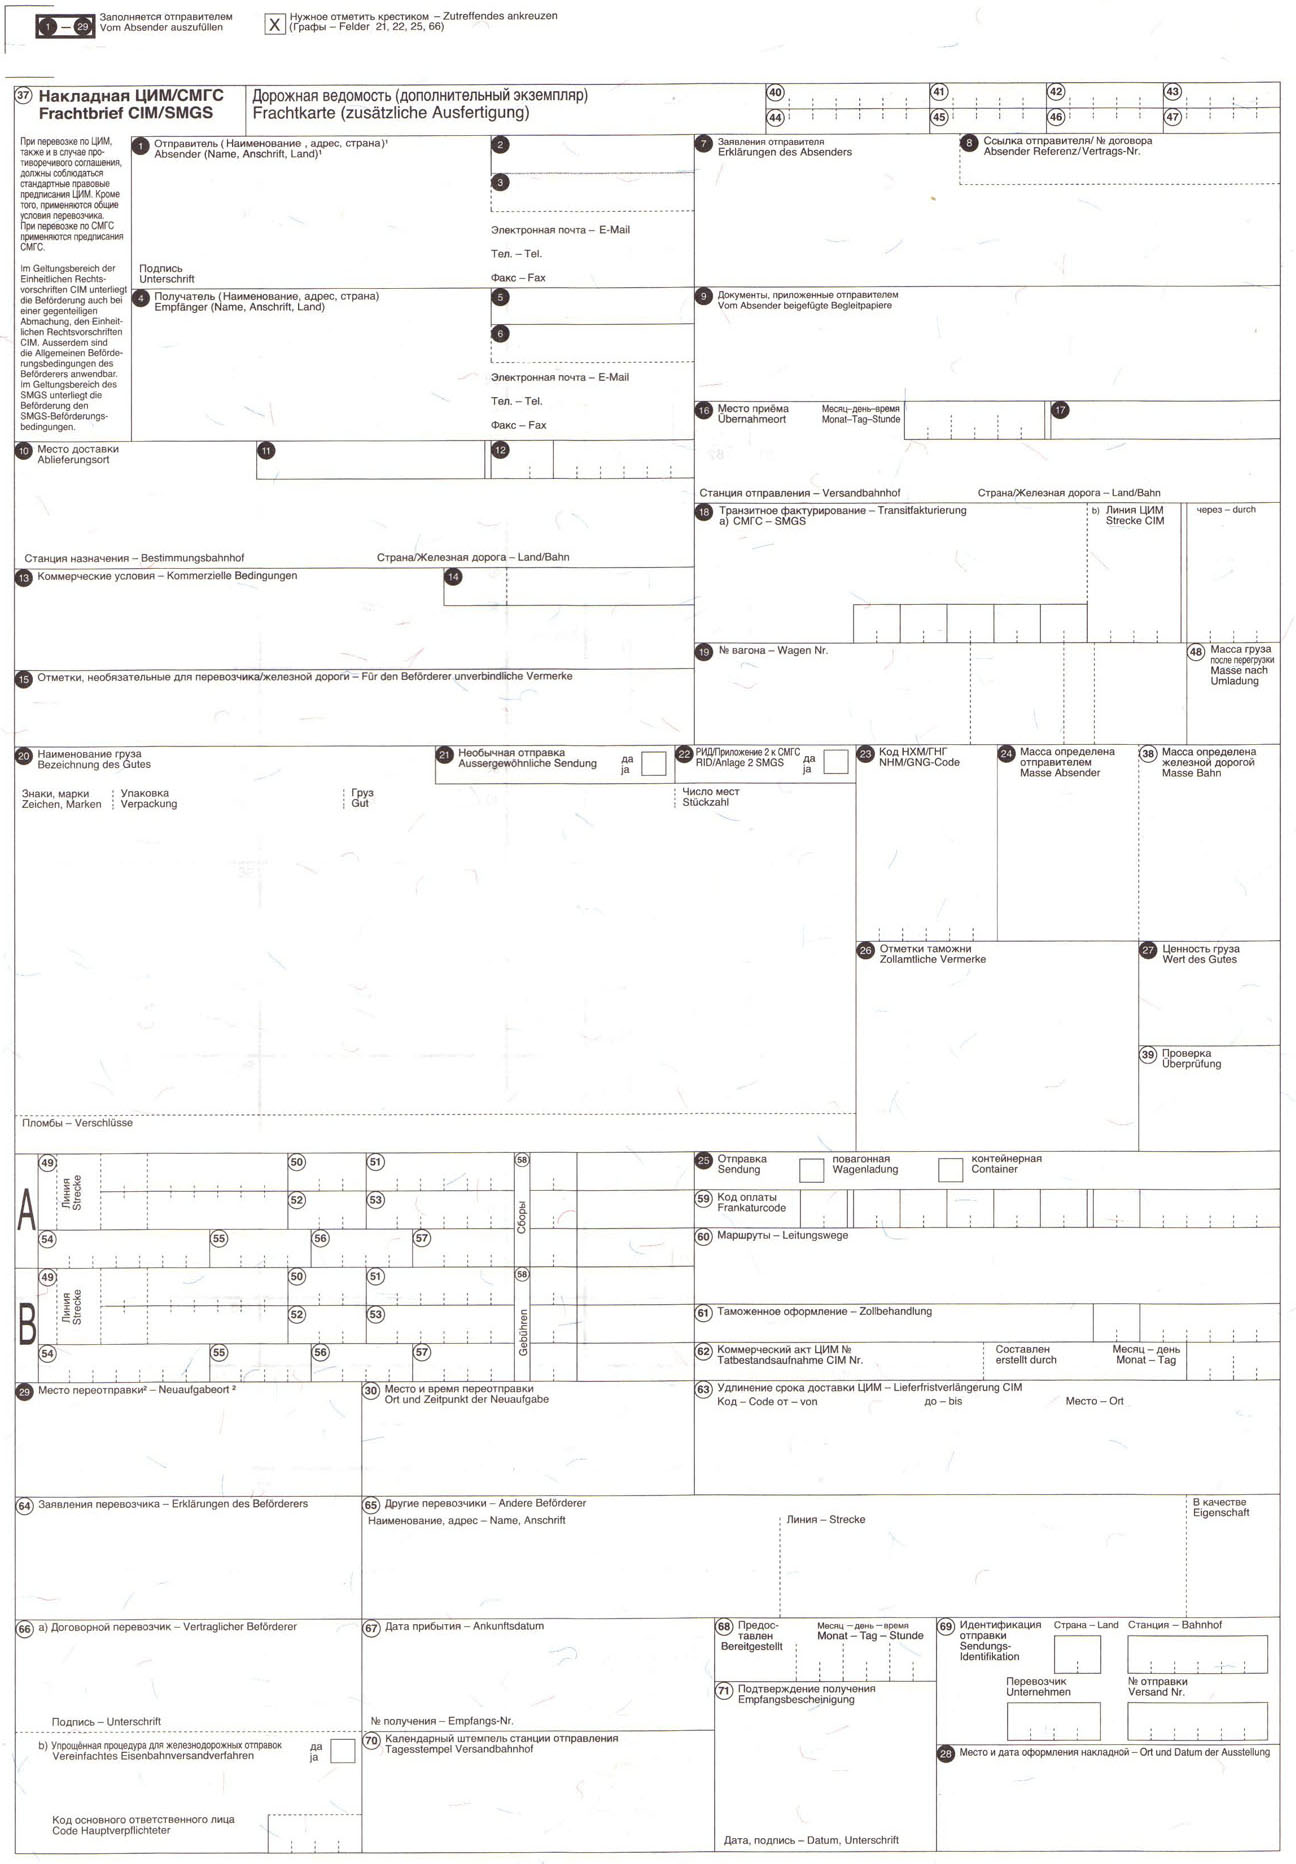 1 – 29 Заполняется отправителем
Vom Absender auszufüllen
X Нужное отметить крестиком – Zutreffendes ankreuzen
(Графы – Felder 21, 22, 25, 66)
37 Накладная ЦИМ/СМГС
Frachtbrief CIM/SMGS
Дорожная ведомость (дополнительный экземпляр)
Frachtkarte (zusätzliche Ausfertigung)
40 41 42 43
44 45 46 47
При перевозке по ЦИМ,
также и в случае про-
тиворечивого соглашения,
должны соблюдаться
стандартные правовые
предписания ЦИМ. Кроме
того, применяются общие
условия перевозчика.
При перевозке по СМГС
применяются предписания
СМГС.
Im Geltungsbereich der
Einheitlichen Rechts-
vorschriften CIM unterliegt
die Beförderung auch bei
einer gegenteiligen
Abmachung, den Einheit-
lichen Rechtsvorschriften
CIM. Ausserdem sind
die Allgemeinen Beförde-
rungsbedingungen des
Beförderers anwendbar.
Im Geltungsbereich des
SMGS unterliegt die
Beförderung den
SMGS-Beförderungs-
bedingungen.
1 Отправитель ( Наименование , адрес, страна)¹
Absender (Name, Anschrift, Land)¹
Подпись
Unterschrift
2
3
Электронная почта – E-Mail
Тел. – Tel.
Факс – Fax
4 Получатель ( Наименование, адрес, страна)
Empfänger (Name, Anschrift, Land)
5
6
Электронная почта – E-Mail
Тел. – Tel.
Факс – Fax
7 Заявления отправителя
Erklärungen des Absenders
8 Ссылка отправителя/ № договора
Absender Referenz/Vertrags-Nr.
9 Документы, приложенные отправителем
Vom Absender beigefügte Begleitpapiere
10 Место доставки
Ablieferungsort
11
12
Станция назначения – Bestimmungsbahnhof
Страна/Железная дорога – Land/Bahn
16 Место приёма
Übernahmeort
Месяц–день–время
Monat–Tag–Stunde
17
Станция отправления – Versandbahnhof
Страна/Железная дорога – Land/Bahn
13 Коммерческие условия – Kommerzielle Bedingungen
14
15 Отметки, необязательные для перевозчика/железной дороги – Für den Beförderer unverbindliche Vermerke
18 Транзитное фактурирование – Transitfakturierung
a) СМГС – SMGS
b) Линия ЦИМ
Strecke CIM
через – durch
19 № вагона – Wagen Nr.
48 Масса груза
после перегрузки
Masse nach
Umladung
20 Наименование груза
Bezeichnung des Gutes
21 Необычная отправка
Aussergewöhnliche Sendung
да
ja
22 РИД/Приложение 2 к СМГС
RID/Anlage 2 SMGS
да
ja
23 Код НХМ/ГНГ
NHM/GNG-Code
24 Масса определена
отправителем
Masse Absender
38 Масса определена
железной дорогой
Masse Bahn
Знаки, марки
Zeichen, Marken
Упаковка
Verpackung
Груз
Gut
Число мест
Stückzahl
26 Отметки таможни
Zollamtliche Vermerke
27 Ценность груза
Wert des Gutes
39 Проверка
Überprüfung
Пломбы – Verschlüsse
A
49 Линия
Strecke
50 51
52 53
54 55 56 57
58 Сборы
B
49 Линия
Strecke
50 51
52 53
54 55 56 57
58 Gebühren
25 Отправка
Sendung
повагонная
Wagenladung
контейнерная
Container
59 Код оплаты
Frankaturcode
60 Маршруты – Leitungswege
61 Таможенное оформление – Zollbehandlung
62 Коммерческий акт ЦИМ №
Tatbestandsaufnahme CIM Nr.
Составлен
erstellt durch
Месяц – день
Monat – Tag
29 Место переотправки² – Neuaufgabeort ²
30 Место и время переотправки
Ort und Zeitpunkt der Neuaufgabe
63 Удлинение срока доставки ЦИМ – Lieferfristverlängerung CIM
Код – Code от – von до – bis Место – Ort
64 Заявления перевозчика – Erklärungen des Beförderers
65 Другие перевозчики – Andere Beförderer
Наименование, адрес – Name, Anschrift
Линия – Strecke
В качестве
Eigenschaft
66 a) Договорной перевозчик – Vertraglicher Beförderer
Подпись – Unterschrift
b) Упрощённая процедура для железнодорожных отправок
Vereinfachtes Eisenbahnversandverfahren
да
ja
Код основного ответственного лица
Code Hauptverpflichteter
67 Дата прибытия – Ankunftsdatum
№ получения – Empfangs-Nr.
70 Календарный штемпель станции отправления
Tagesstempel Versandbahnhof
68 Предос-
тавлен
Bereitgestellt
Месяц – день – время
Monat – Tag – Stunde
71 Подтверждение получения
Empfangsbescheinigung
Дата, подпись – Datum, Unterschrift
69 Идентификация
отправки
Sendungs-
Identifikation
Страна – Land
Станция – Bahnhof
Перевозчик
Unternehmen
№ отправки
Versand Nr.
28 Место и дата оформления накладной – Ort und Datum der Ausstellung